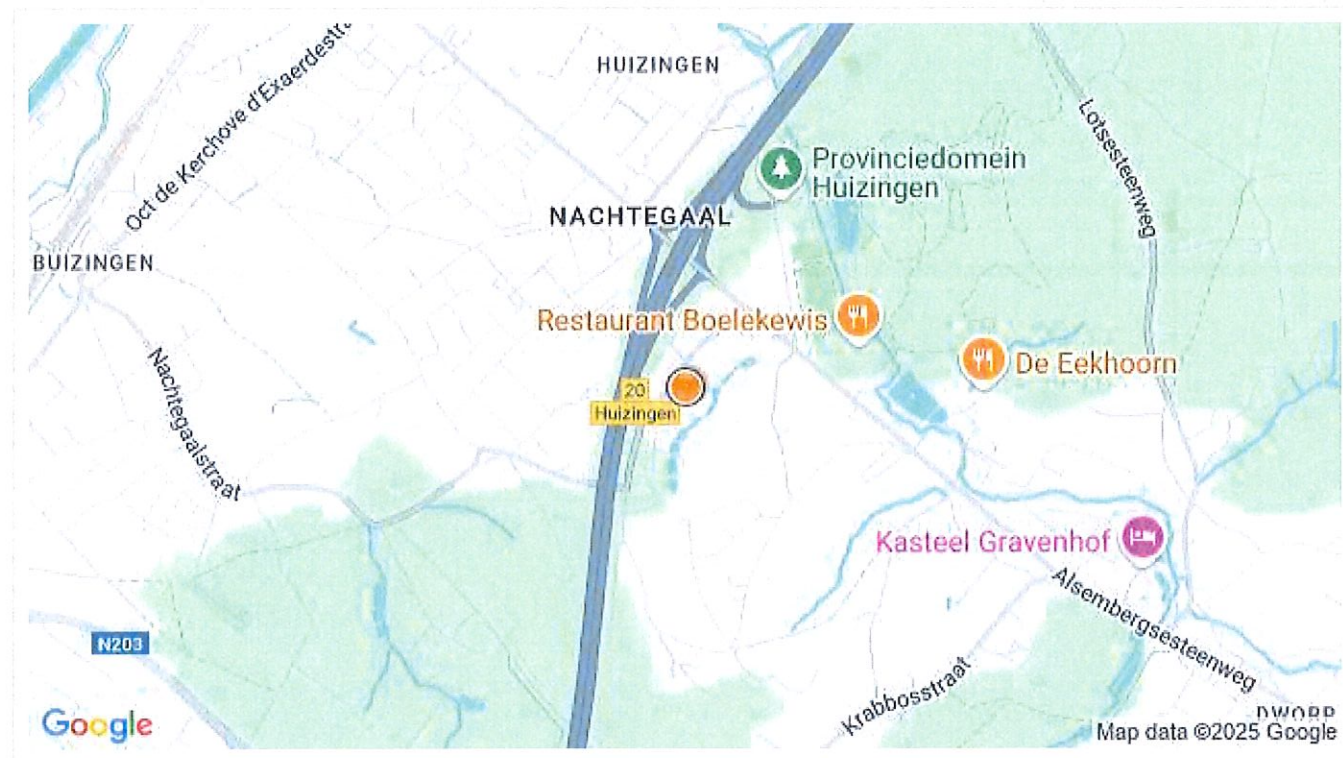 HUIZINGEN
Oct de Kerchove d'Exaerdestra
Lotsesteenweg
Provinciedomein
Huizingen
NACHTEGAAL
BUIZINGEN
Restaurant Boelekewis
De Eekhoorn
20
Huizingen
Nachtegaalstraat
Kasteel Gravenhof
Alsembergsesteenweg
N203
Krabbosstraat
DWORP
Google
Map data ©2025 Google